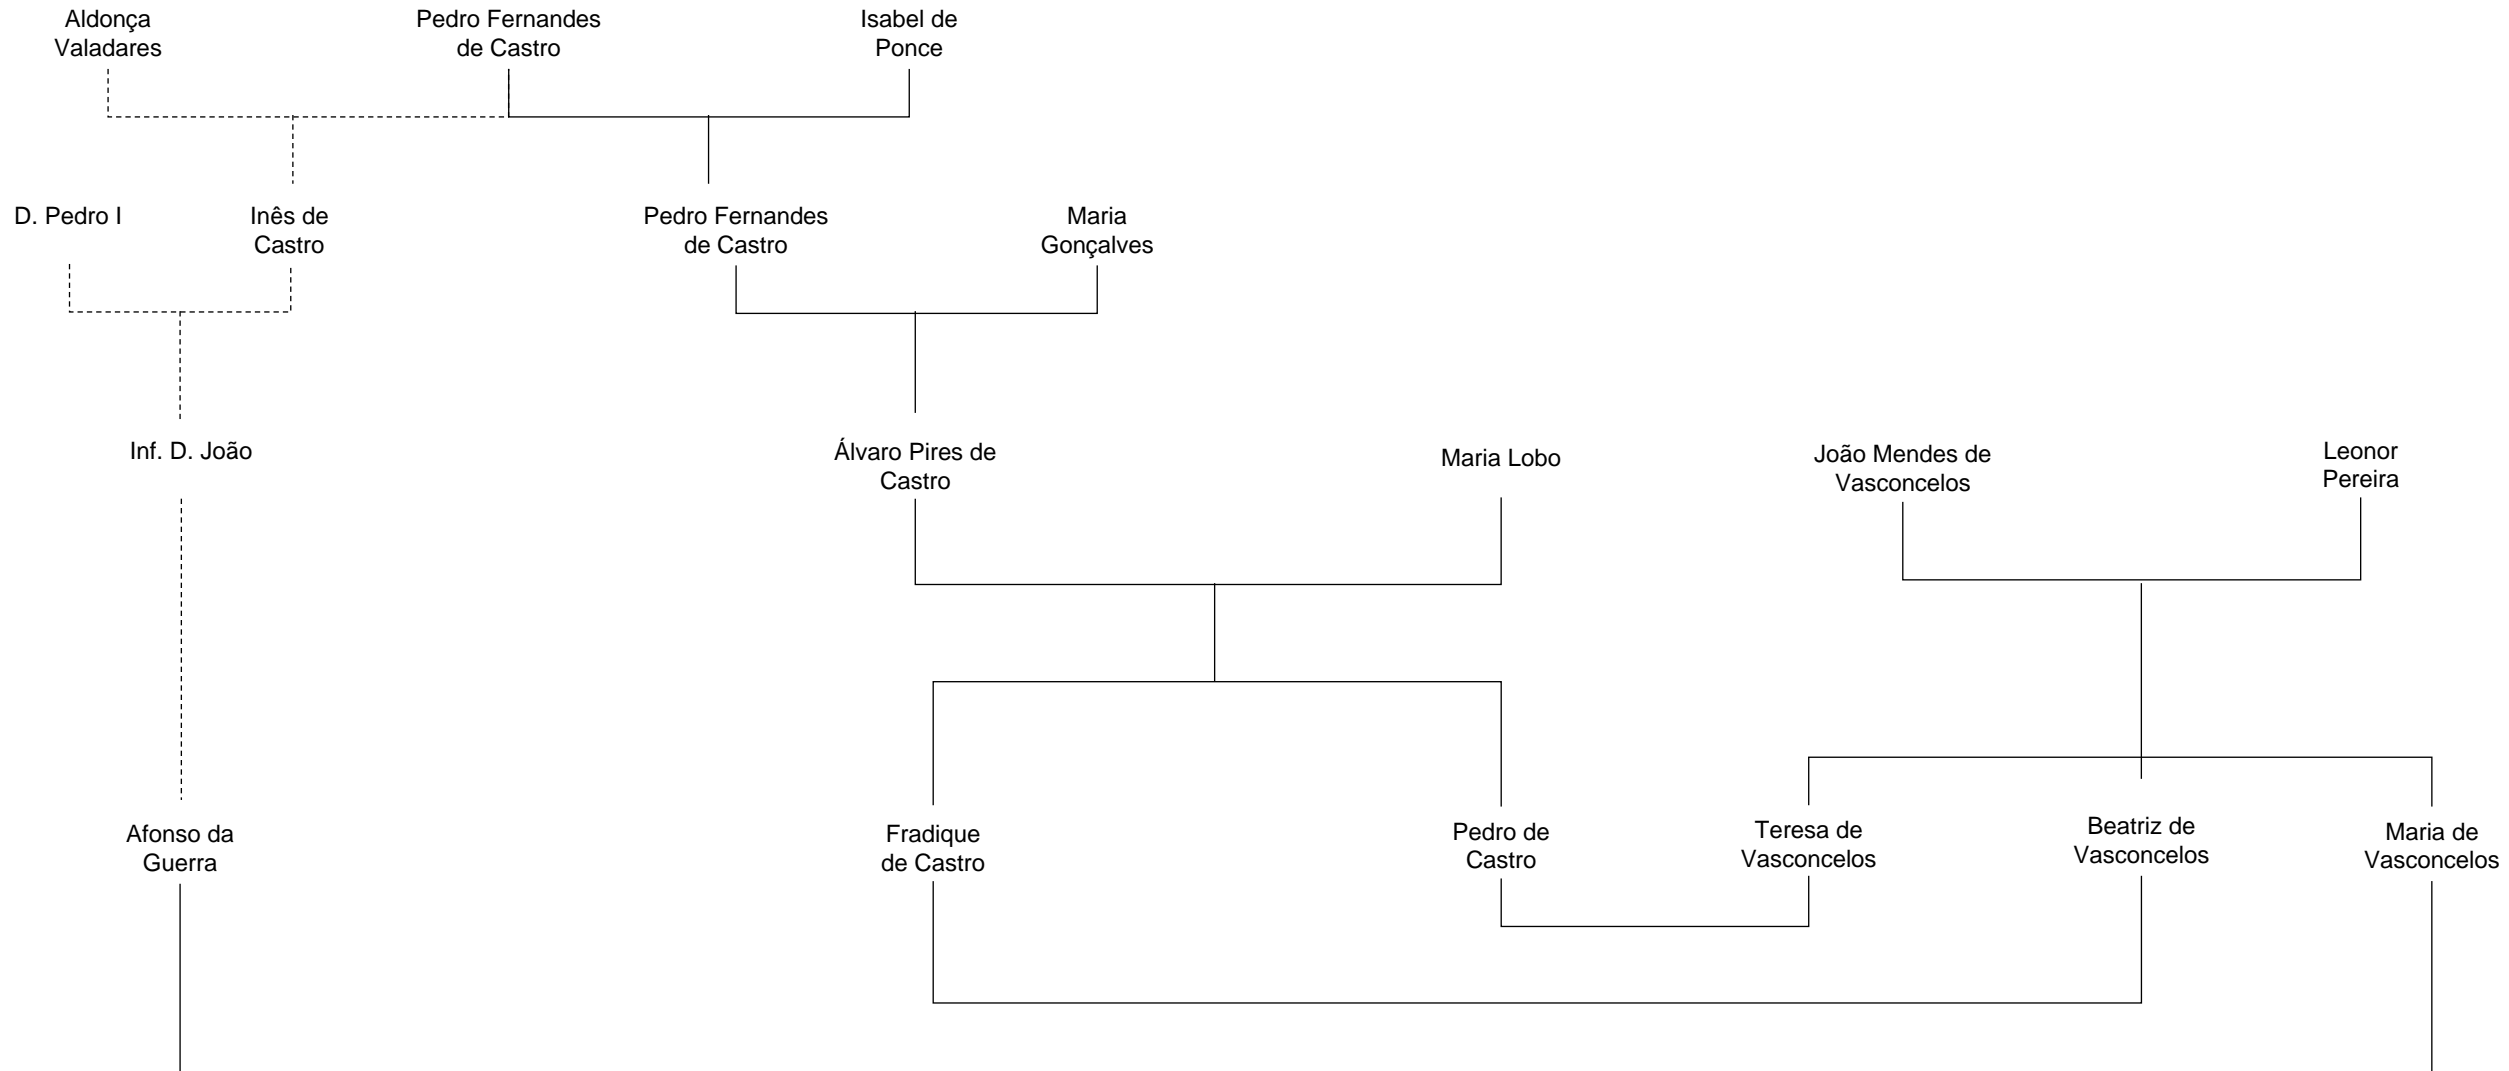 Aldonça
Valadares
Pedro Fernandes
de Castro
Isabel de
Ponce
D. Pedro I
Inês de
Castro
Pedro Fernandes
de Castro
Maria
Gonçalves
Inf. D. João
Álvaro Pires de
Castro
Maria Lobo
João Mendes de
Vasconcelos
Leonor
Pereira
Afonso da
Guerra
Fradique
de Castro
Pedro de
Castro
Teresa de
Vasconcelos
Beatriz de
Vasconcelos
Maria de
Vasconcelos